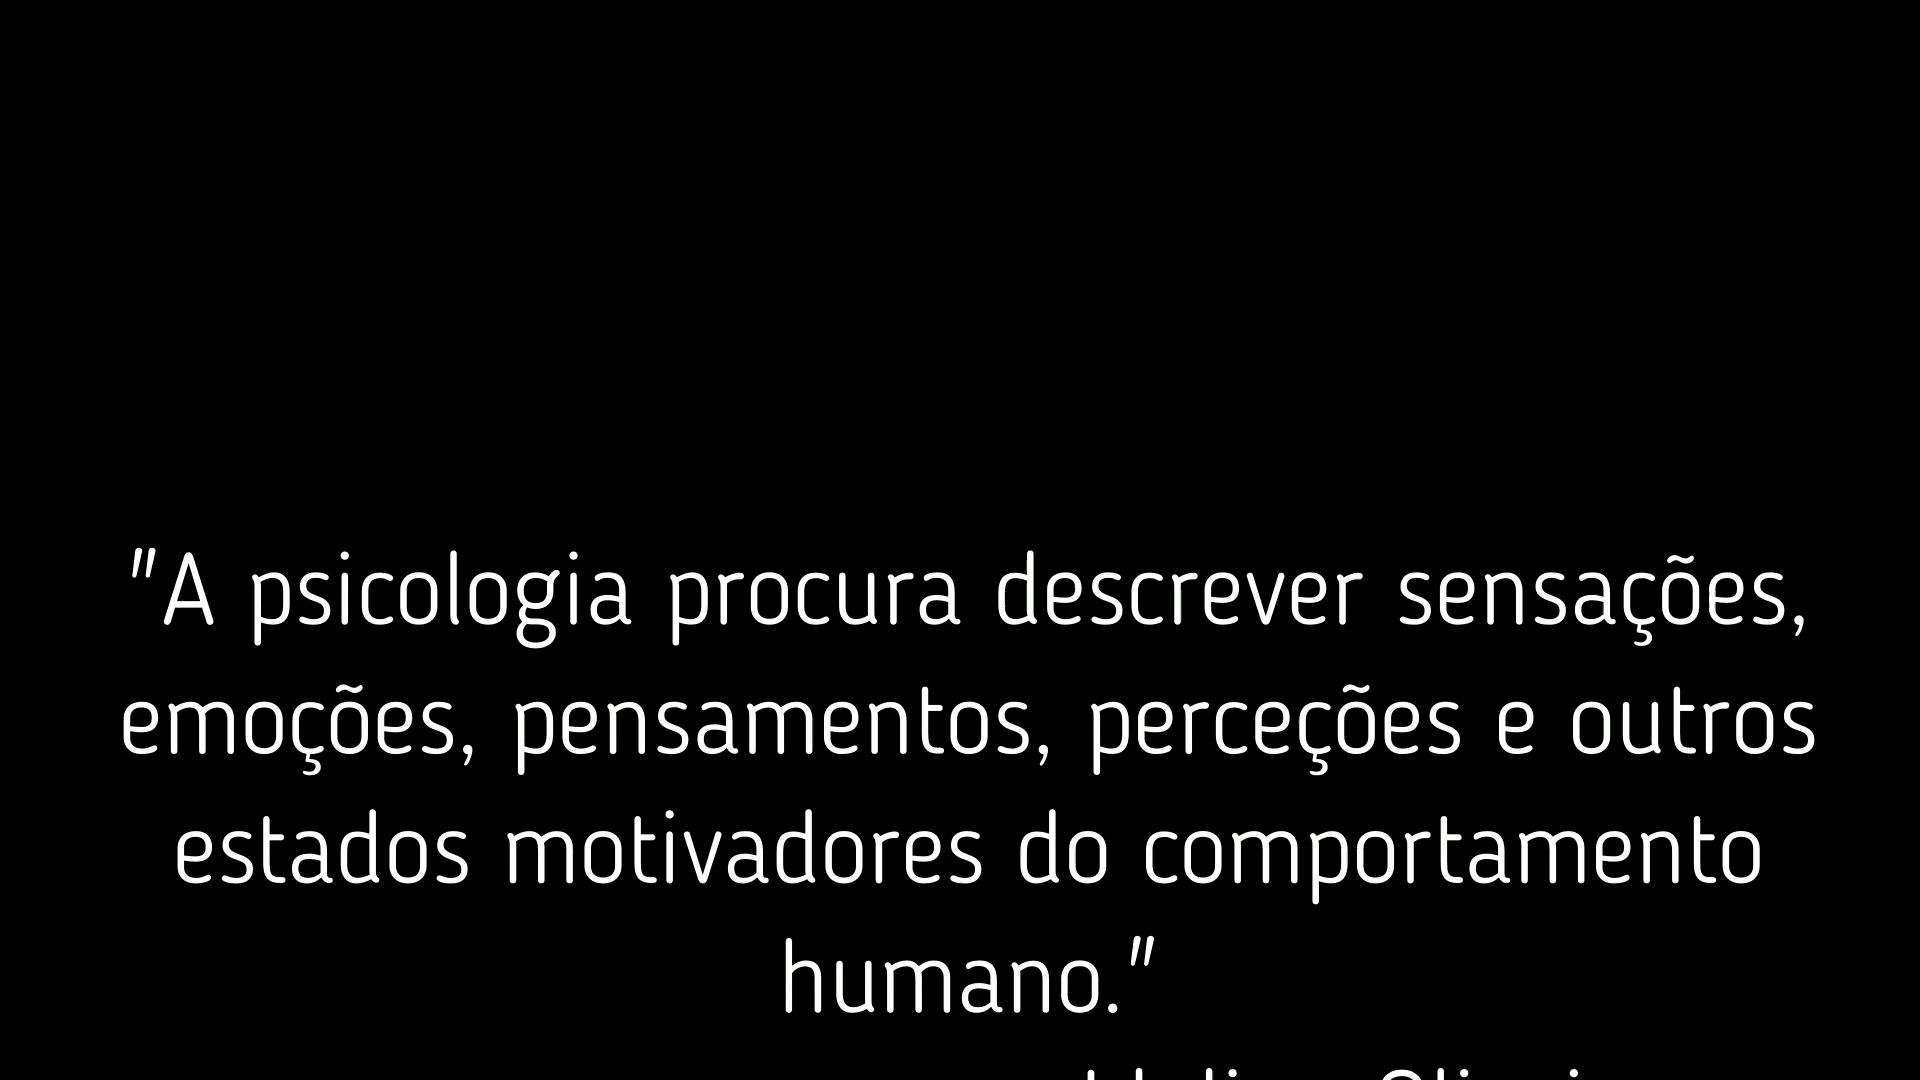 "A psicologia procura descrever sensações,
emoções, pensamentos, perceções e outros
estados motivadores do comportamento
humano."